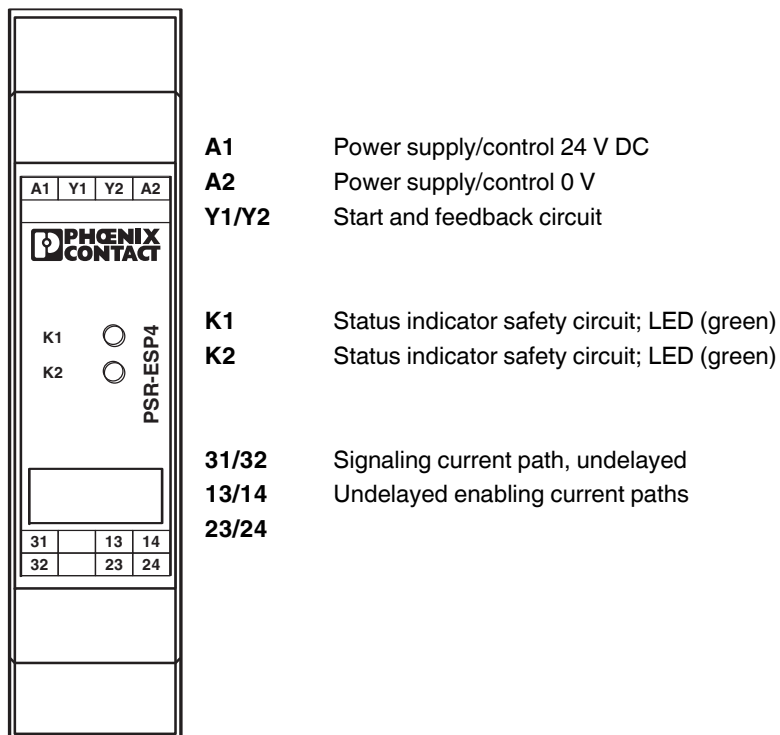 A1 Power supply/control 24 V DC
A2 Power supply/control 0 V
Y1/Y2 Start and feedback circuit
A1 Y1 Y2 A2
PHŒNIX
CONTACT
K1
K2
PSR-ESP4
K1 Status indicator safety circuit; LED (green)
K2 Status indicator safety circuit; LED (green)
31/32 Signaling current path, undelayed
13/14 Undelayed enabling current paths
23/24
31 13 14
32 23 24